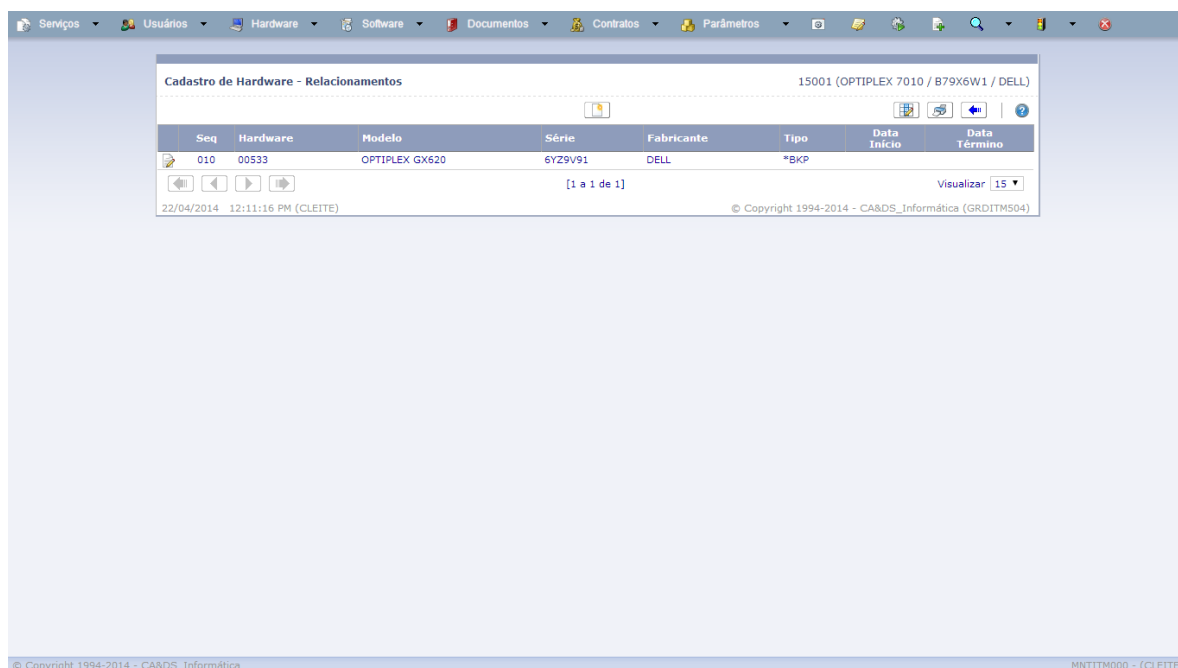 Serviços Usuários Hardware Software Documentos Contratos Parâmetros
Cadastro de Hardware - Relacionamentos 15001 (OPTIPLEX 7010 / B79X6W1 / DELL)
Seq Hardware Modelo Série Fabricante Tipo Data Início Data Término
010 00533 OPTIPLEX GX620 6YZ9V91 DELL *BKP
[1 a 1 de 1] Visualizar 15
22/04/2014 12:11:16 PM (CLEITE) © Copyright 1994-2014 - CA&DS_Informática (GRDITM504)
© Copyright 1994-2014 - CA&DS_Informática MNTITM000 - (CLEITE